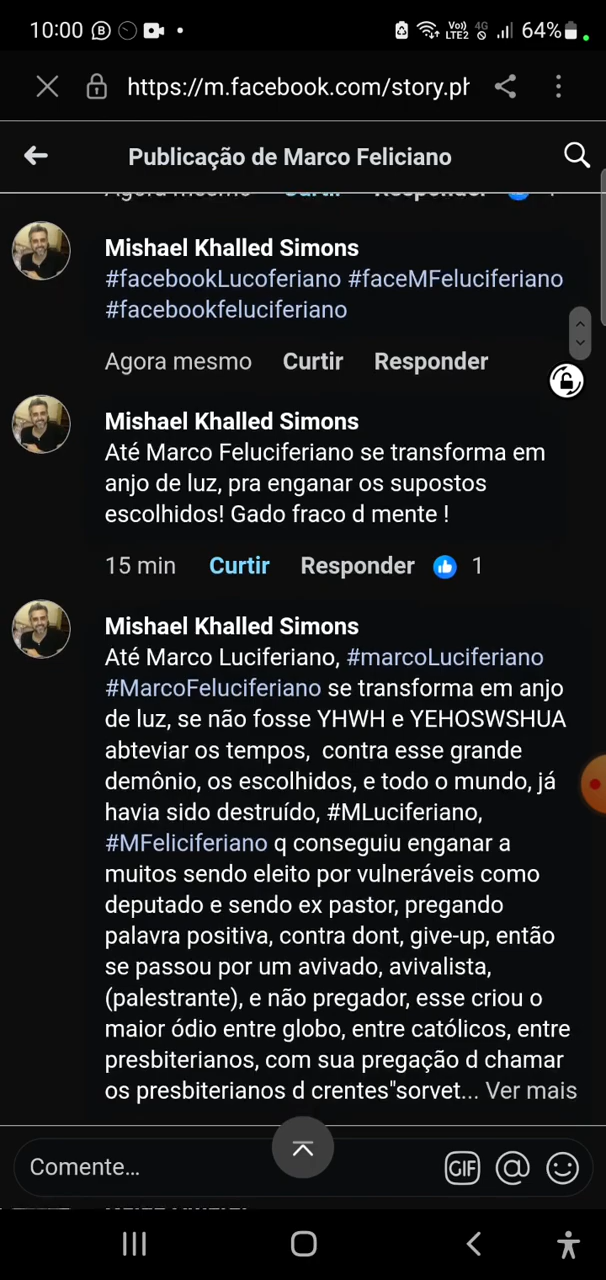 10:00
Vo)) LTE2 4G 64%
https://m.facebook.com/story.ph
Publicação de Marco Feliciano
Agora mesmo Curtir Responder
Mishael Khalled Simons
#facebookLucoferiano #faceMFeluciferiano
#facebookfeluciferiano
Agora mesmo Curtir Responder
Mishael Khalled Simons
Até Marco Feluciferiano se transforma em
anjo de luz, pra enganar os supostos
escolhidos! Gado fraco d mente !
15 min Curtir Responder 1
Mishael Khalled Simons
Até Marco Luciferiano, #marcoLuciferiano
#MarcoFeluciferiano se transforma em anjo
de luz, se não fosse YHWH e YEHOSWSHUA
abteviar os tempos, contra esse grande
demônio, os escolhidos, e todo o mundo, já
havia sido destruído, #MLuciferiano,
#MFeliciferiano q conseguiu enganar a
muitos sendo eleito por vulneráveis como
deputado e sendo ex pastor, pregando
palavra positiva, contra dont, give-up, então
se passou por um avivado, avivalista,
(palestrante), e não pregador, esse criou o
maior ódio entre globo, entre católicos, entre
presbiterianos, com sua pregação d chamar
os presbiterianos d crentes"sorvet... Ver mais
Comente...
GIF